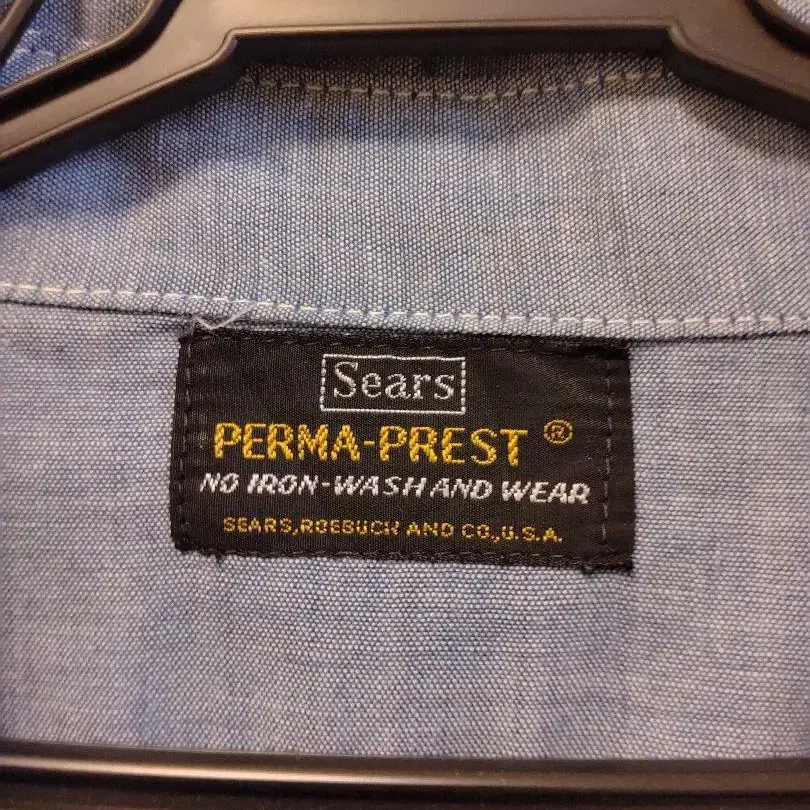 Sears
PERMA-PREST ®
NO IRON-WASH AND WEAR
SEARS, ROEBUCK AND CO., U.S.A.